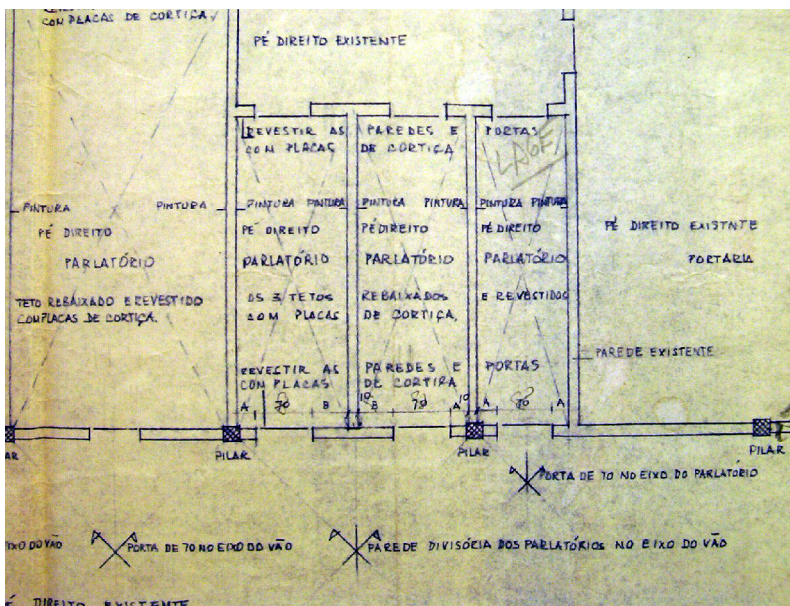 COM PLACAS DE CORTIÇA
PÉ DIREITO EXISTENTE
REVESTIR AS PAREDES E PORTAS
COM PLACAS DE CORTIÇA
LAGE
PINTURA PINTURA PINTURA PINTURA PINTURA PINTURA PINTURA PINTURA
PÉ DIREITO PÉ DIREITO PÉ DIREITO PÉ DIREITO PÉ DIREITO EXISTNTE
PARLATÓRIO PARLATÓRIO PARLATÓRIO PARLATÓRIO PORTARIA
TETO REBAIXADO E REVESTIDO OS 3 TETOS REBAIXADOS E REVESTIDOS
COM PLACAS DE CORTIÇA. COM PLACAS DE CORTIÇA,
PAREDE EXISTENTE
REVESTIR AS PAREDES E PORTAS
COM PLACAS DE CORTIRA
A 70 B 10 B 70 A 10 A A
AR PILAR PILAR PILAR
PORTA DE 70 NO EIXO DO PARLATÓRIO
EIXO DO VÃO PORTA DE 70 NO EIXO DO VÃO PAREDE DIVISÓRIA DOS PARLATÓRIOS NO EIXO DO VÃO
PÉ DIREITO EXISTENTE